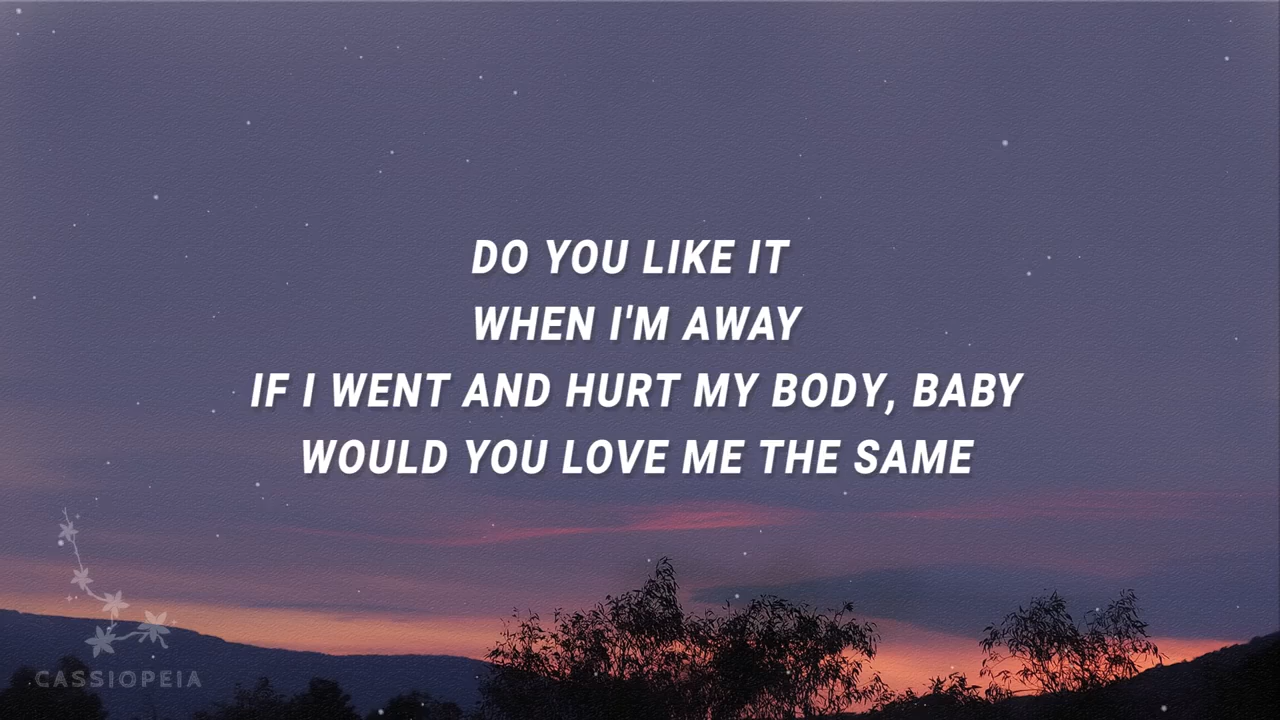 DO YOU LIKE IT
WHEN I'M AWAY
IF I WENT AND HURT MY BODY, BABY
WOULD YOU LOVE ME THE SAME
CASSIOPEIA